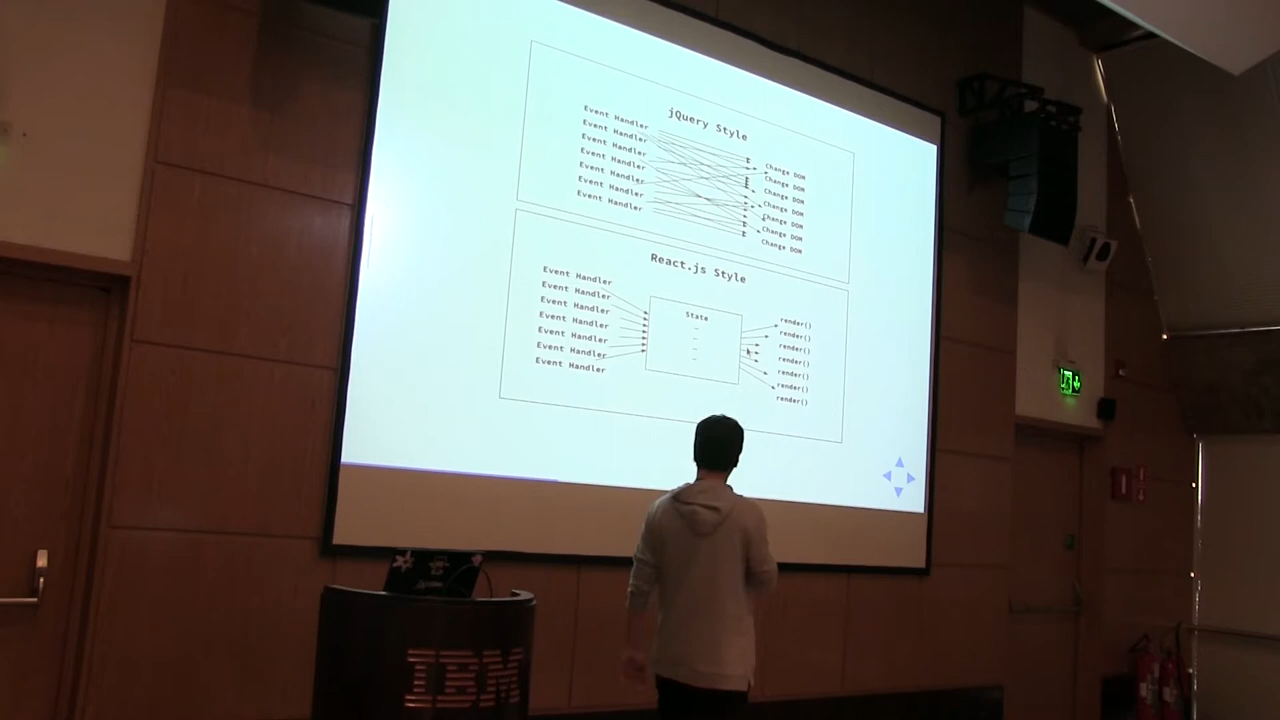 jQuery Style
Event Handler
Event Handler
Event Handler
Event Handler
Event Handler
Event Handler
Event Handler
Change DOM
Change DOM
Change DOM
Change DOM
Change DOM
Change DOM
Change DOM
React.js Style
Event Handler
Event Handler
Event Handler
Event Handler
Event Handler
Event Handler
Event Handler
State
render()
render()
render()
render()
render()
render()
render()
IBM